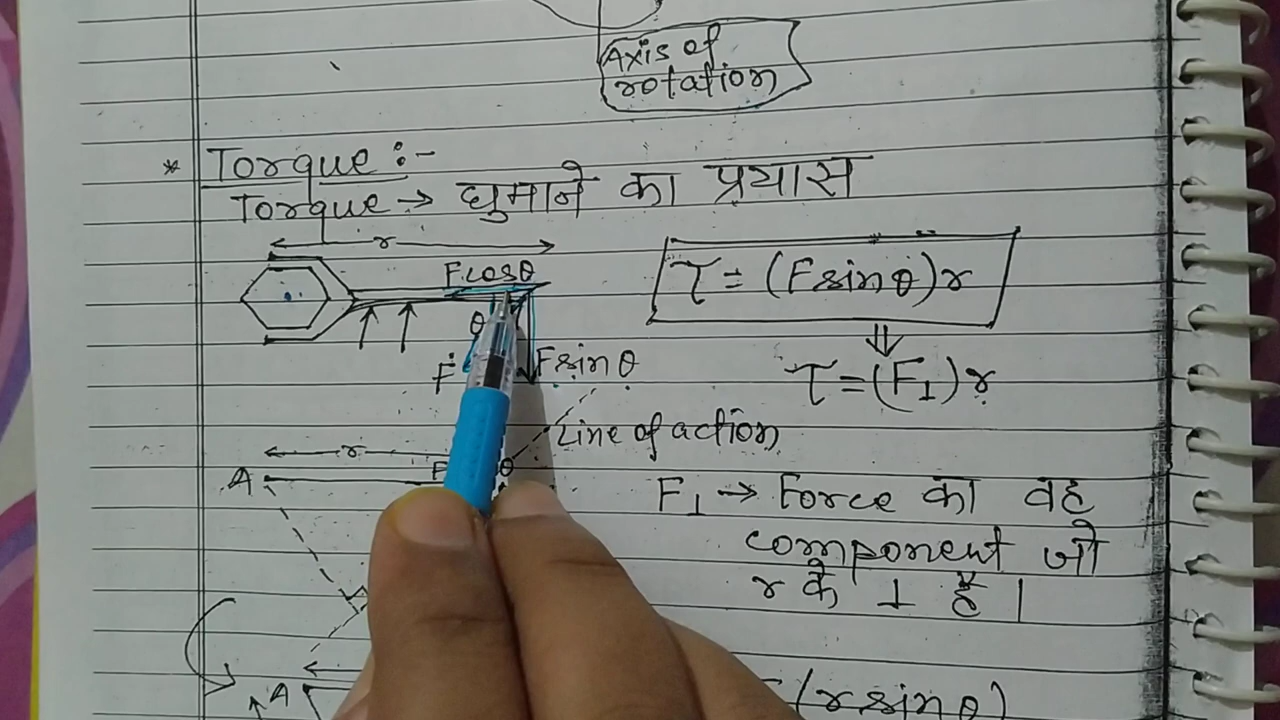 Axis of
rotation
* Torque :-
Torque → घुमाने का प्रयास
r
F cosθ
τ = (F sinθ)r
θ
F
F sinθ
⇓
τ = (F⊥)r
Line of action
r
A
θ
F⊥ → Force का वह
component जो
r के ⊥ है |
A
(r sinθ)